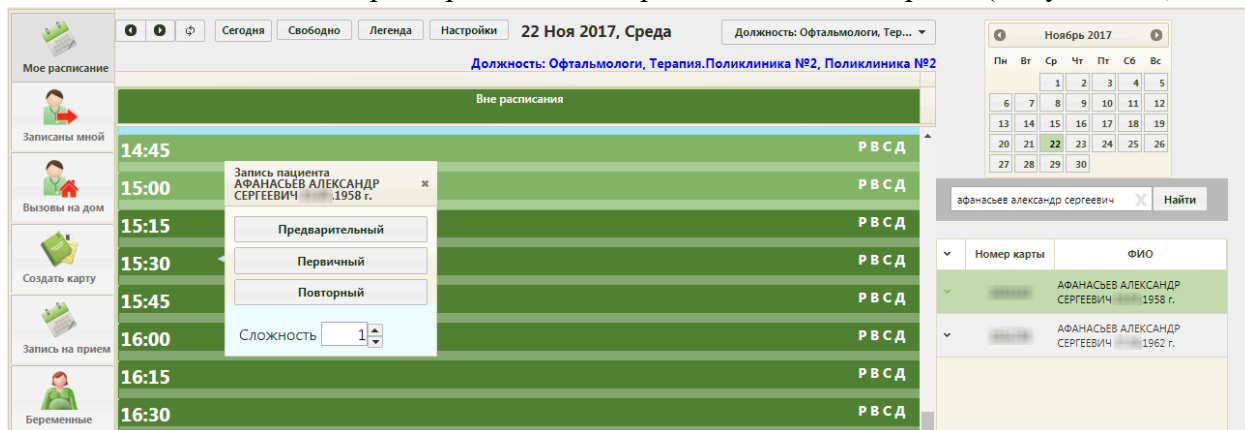 Мое расписание
Записаны мной
Вызовы на дом
Создать карту
Запись на прием
Беременные
Сегодня Свободно Легенда Настройки 22 Ноя 2017, Среда Должность: Офтальмологи, Тер...
Должность: Офтальмологи, Терапия.Поликлиника №2, Поликлиника №2
Вне расписания
14:45 Р В С Д
15:00 Р В С Д
15:15 Р В С Д
15:30 Р В С Д
15:45 Р В С Д
16:00 Р В С Д
16:15 Р В С Д
16:30 Р В С Д
Запись пациента
АФАНАСЬЕВ АЛЕКСАНДР
СЕРГЕЕВИЧ .1958 г.
Предварительный
Первичный
Повторный
Сложность 1
Ноябрь 2017
Пн Вт Ср Чт Пт Сб Вс
1 2 3 4 5
6 7 8 9 10 11 12
13 14 15 16 17 18 19
20 21 22 23 24 25 26
27 28 29 30
афанасьев александр сергеевич X Найти
Номер карты ФИО
АФАНАСЬЕВ АЛЕКСАНДР
СЕРГЕЕВИЧ 1958 г.
АФАНАСЬЕВ АЛЕКСАНДР
СЕРГЕЕВИЧ 1962 г.